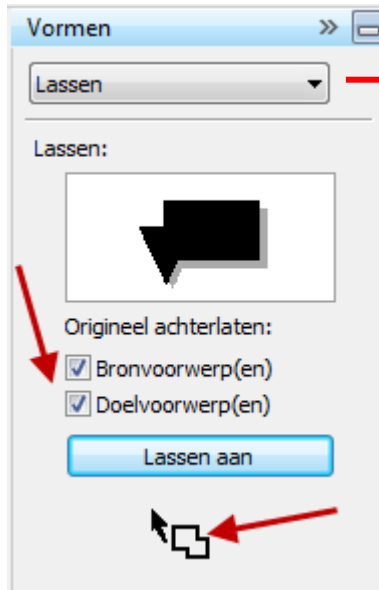 Vormen
Lassen
Lassen:
Origineel achterlaten:
Bronvoorwerp(en)
Doelvoorwerp(en)
Lassen aan